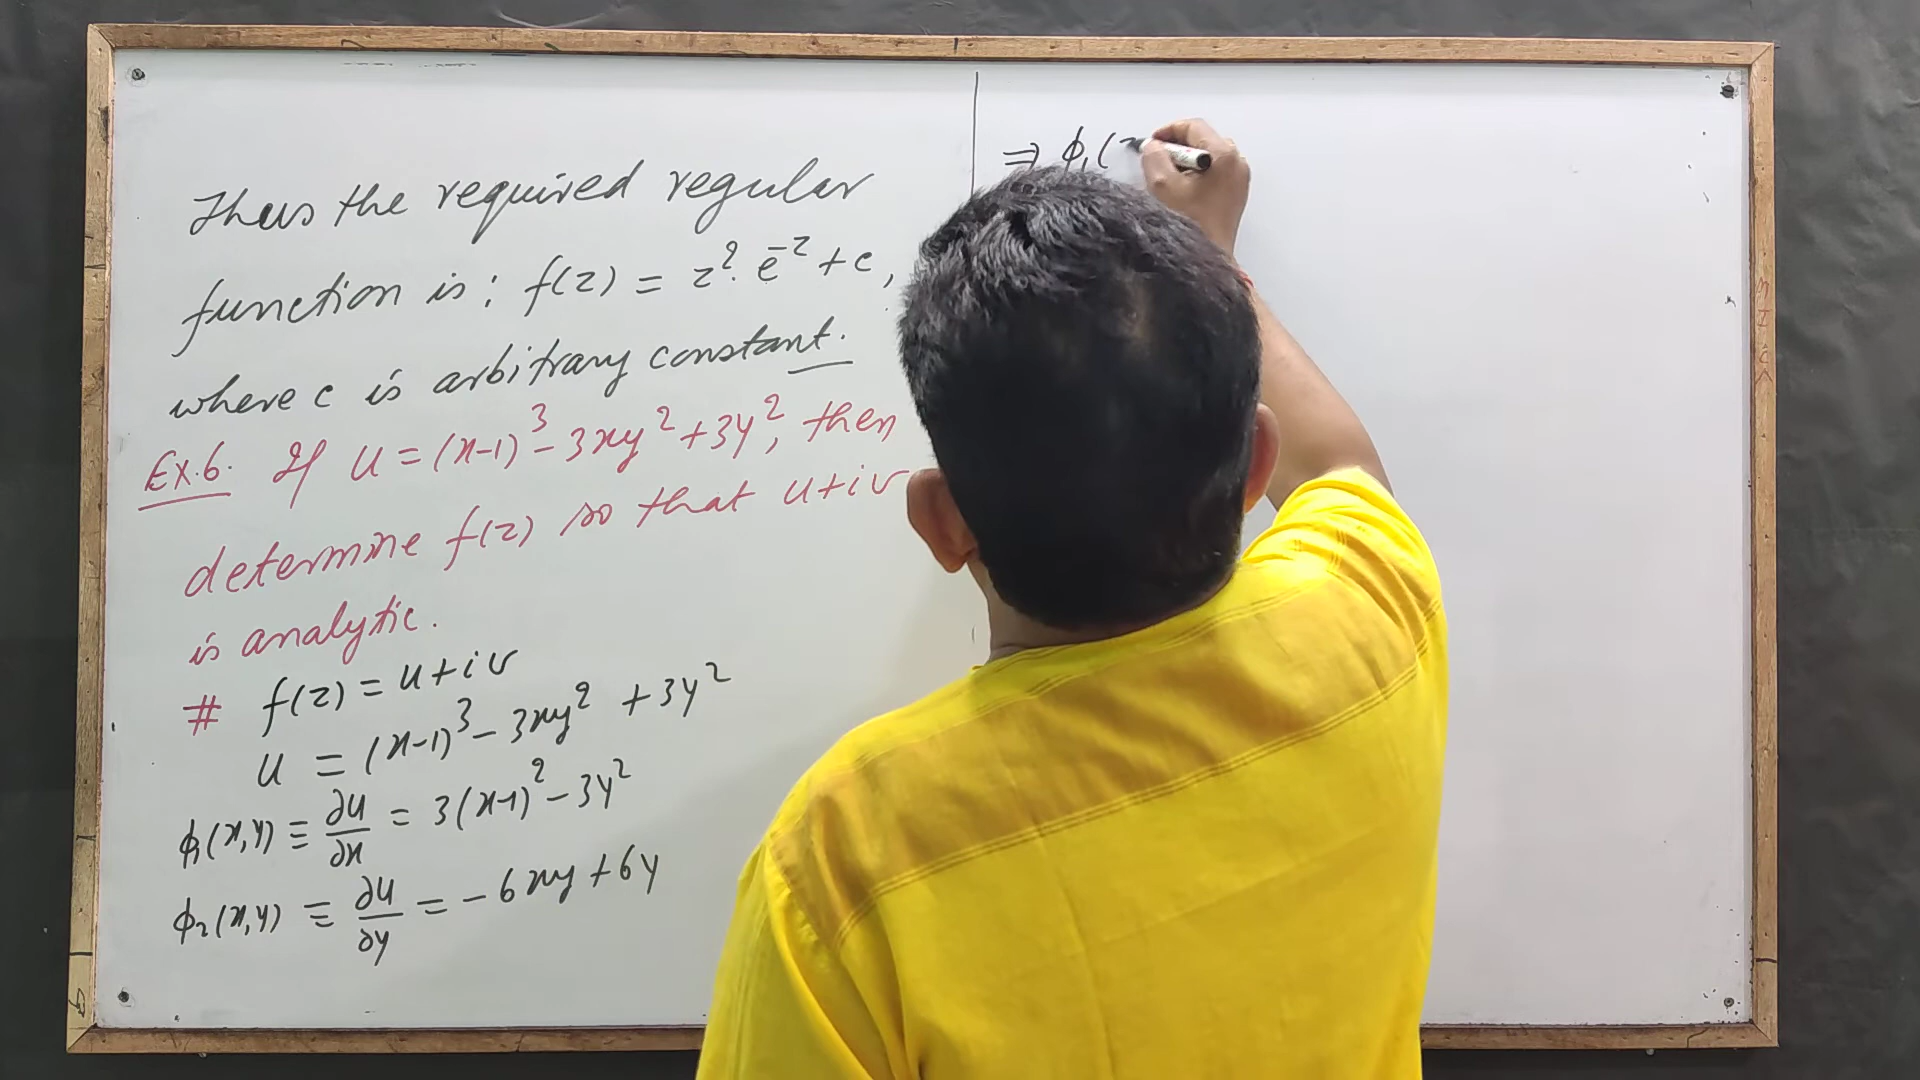 Thus the required regular
function is : f(z) = z². e⁻ᶻ + c,
where c is arbitrary constant.
Ex.6. If u = (x-1)³ - 3xy² + 3y², then
determine f(z) so that u+iv
is analytic.
# f(z) = u + iv
u = (x-1)³ - 3xy² + 3y²
ϕ₁(x,y) ≡ ∂u/∂x = 3(x-1)² - 3y²
ϕ₂(x,y) ≡ ∂u/∂y = - 6xy + 6y
⇒ ϕ₁(